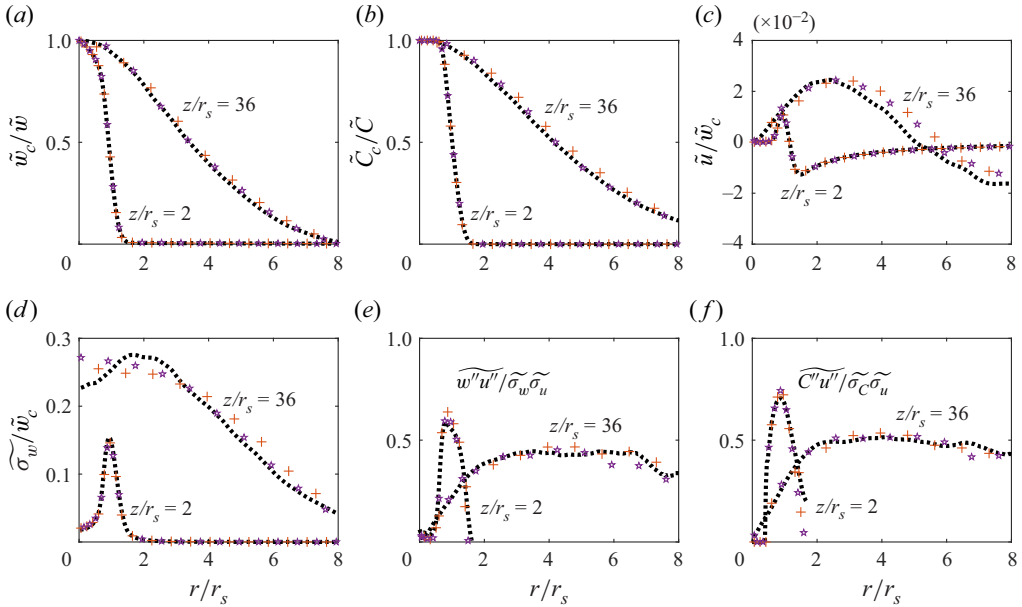 (a) (b) (c) (×10⁻²)
1.0 1.0 4
w̃_c/w̃ 0.5 z/r_s = 36 C̃_c/C̃ 0.5 z/r_s = 36 ũ/w̃_c 2 z/r_s = 36
0
z/r_s = 2 z/r_s = 2 −2 z/r_s = 2
−4
0 2 4 6 8 0 2 4 6 8 0 2 4 6 8
(d) (e) (f)
0.3 1.0 1.0
w″u″/σ̃_wσ̃_u C″u″/σ̃_Cσ̃_u
σ̃_w/w̃_c 0.2 z/r_s = 36 z/r_s = 36 z/r_s = 36
0.5 0.5
0.1
z/r_s = 2 z/r_s = 2 z/r_s = 2
0 2 4 6 8 0 2 4 6 8 0 2 4 6 8
r/r_s r/r_s r/r_s